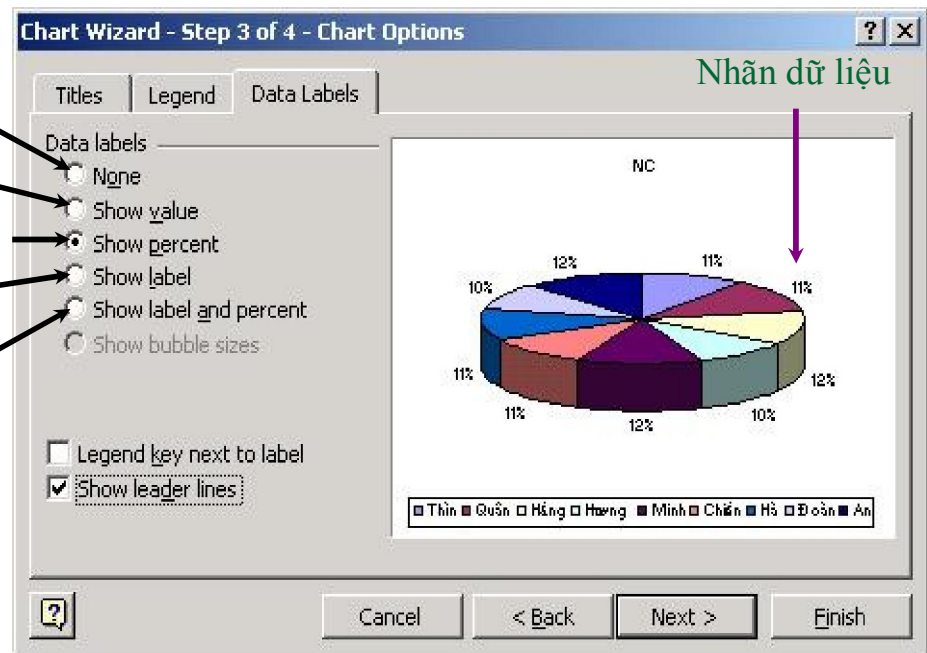 Chart Wizard - Step 3 of 4 - Chart Options
Nhãn dữ liệu
Titles
Legend
Data Labels
Data labels
None
Show value
Show percent
Show label
Show label and percent
Show bubble sizes
Legend key next to label
Show leader lines
NC
12%
11%
10%
11%
11%
12%
11%
10%
12%
Thìn Quân Hằng Hương Minh Chiến Hà Đoàn An
Cancel
< Back
Next >
Finish